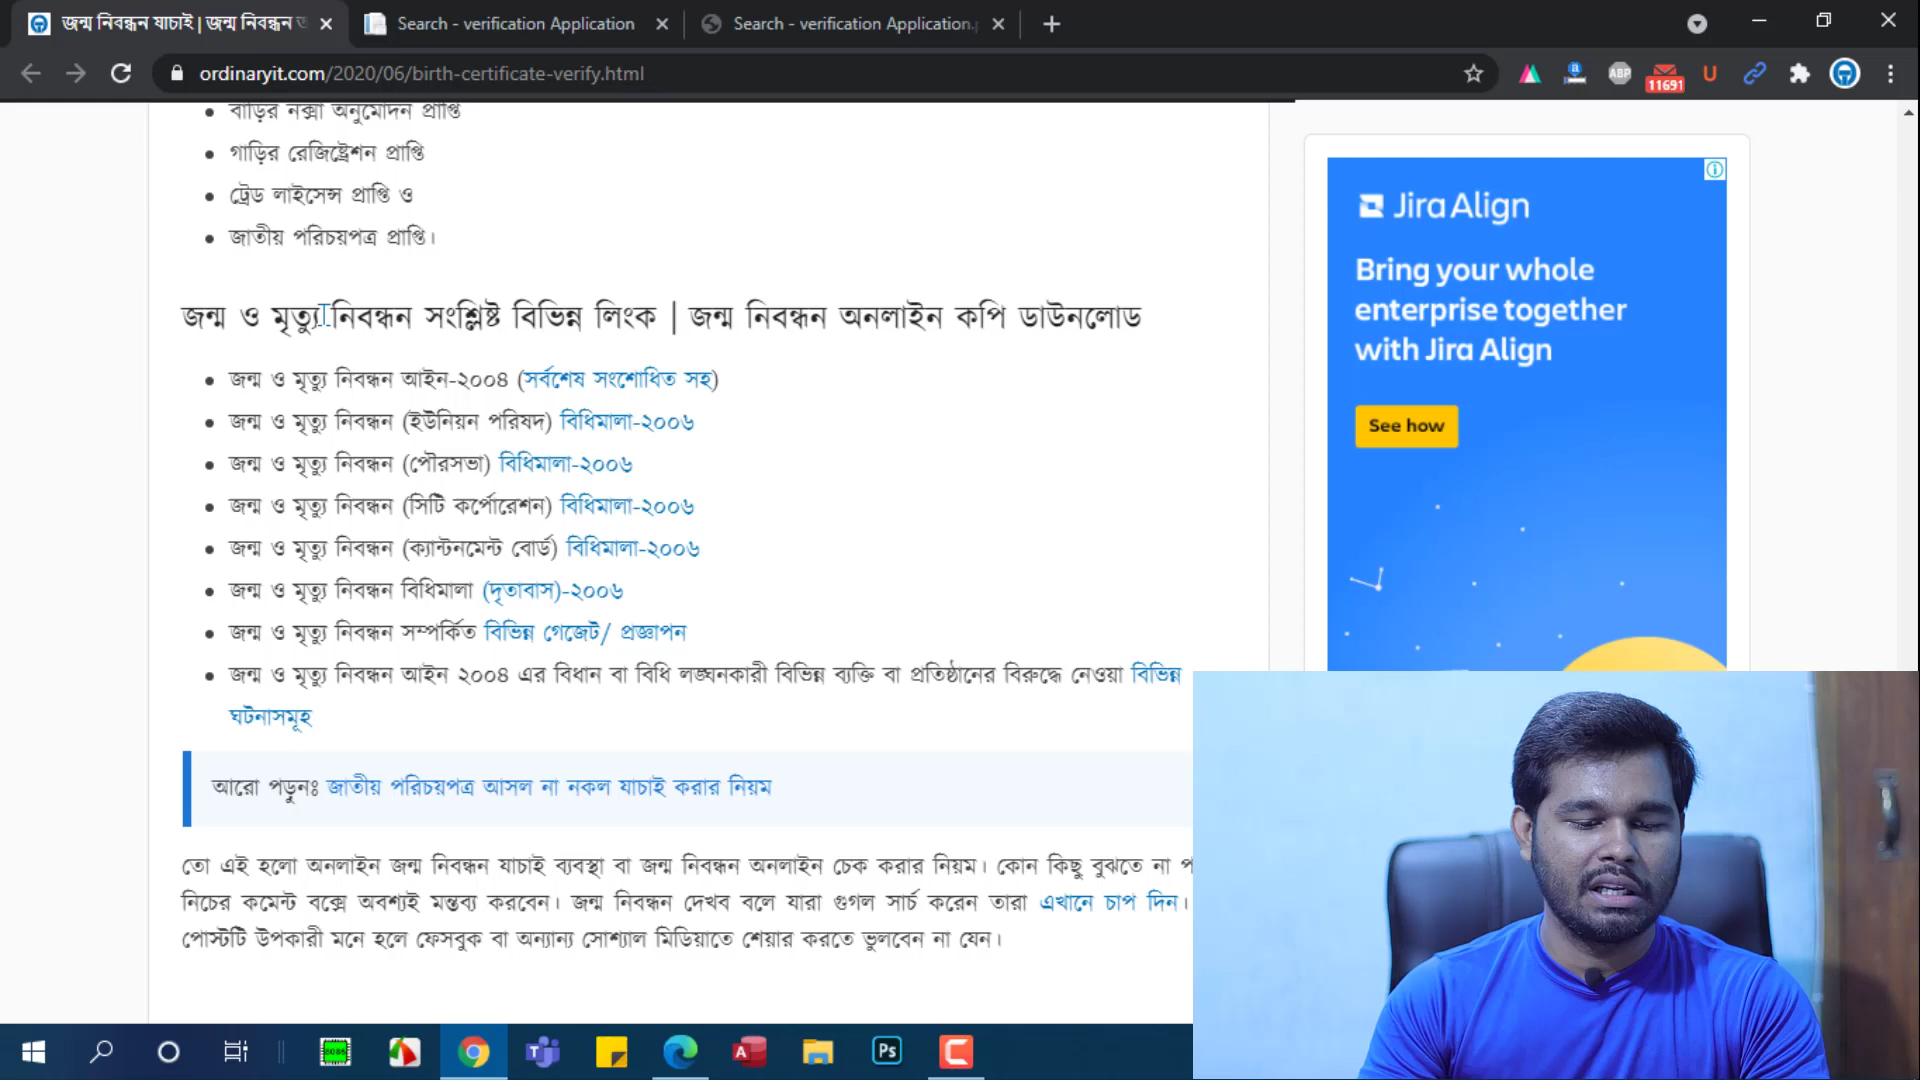 জন্ম নিবন্ধন যাচাই | জন্ম নিবন্ধন
Search - verification Application
Search - verification Application.
ordinaryit.com/2020/06/birth-certificate-verify.html
ABP
11691
বাড়ির নক্সা অনুমোদন প্রাপ্তি
গাড়ির রেজিষ্ট্রেশন প্রাপ্তি
ট্রেড লাইসেন্স প্রাপ্তি ও
জাতীয় পরিচয়পত্র প্রাপ্তি।
জন্ম ও মৃত্যু নিবন্ধন সংশ্লিষ্ট বিভিন্ন লিংক | জন্ম নিবন্ধন অনলাইন কপি ডাউনলোড
জন্ম ও মৃত্যু নিবন্ধন আইন-২০০৪ (সর্বশেষ সংশোধিত সহ)
জন্ম ও মৃত্যু নিবন্ধন (ইউনিয়ন পরিষদ) বিধিমালা-২০০৬
জন্ম ও মৃত্যু নিবন্ধন (পৌরসভা) বিধিমালা-২০০৬
জন্ম ও মৃত্যু নিবন্ধন (সিটি কর্পোরেশন) বিধিমালা-২০০৬
জন্ম ও মৃত্যু নিবন্ধন (ক্যান্টনমেন্ট বোর্ড) বিধিমালা-২০০৬
জন্ম ও মৃত্যু নিবন্ধন বিধিমালা (দূতাবাস)-২০০৬
জন্ম ও মৃত্যু নিবন্ধন সম্পর্কিত বিভিন্ন গেজেট/ প্রজ্ঞাপন
জন্ম ও মৃত্যু নিবন্ধন আইন ২০০৪ এর বিধান বা বিধি লঙ্ঘনকারী বিভিন্ন ব্যক্তি বা প্রতিষ্ঠানের বিরুদ্ধে নেওয়া বিভিন্ন
ঘটনাসমূহ
আরো পড়ুনঃ জাতীয় পরিচয়পত্র আসল না নকল যাচাই করার নিয়ম
তো এই হলো অনলাইন জন্ম নিবন্ধন যাচাই ব্যবস্থা বা জন্ম নিবন্ধন অনলাইন চেক করার নিয়ম। কোন কিছু বুঝতে না
নিচের কমেন্ট বক্সে অবশ্যই মন্তব্য করবেন। জন্ম নিবন্ধন দেখব বলে যারা গুগল সার্চ করেন তারা এখানে চাপ দিন।
পোস্টটি উপকারী মনে হলে ফেসবুক বা অন্যান্য সোশ্যাল মিডিয়াতে শেয়ার করতে ভুলবেন না যেন।
Jira Align
Bring your whole
enterprise together
with Jira Align
See how
Ps